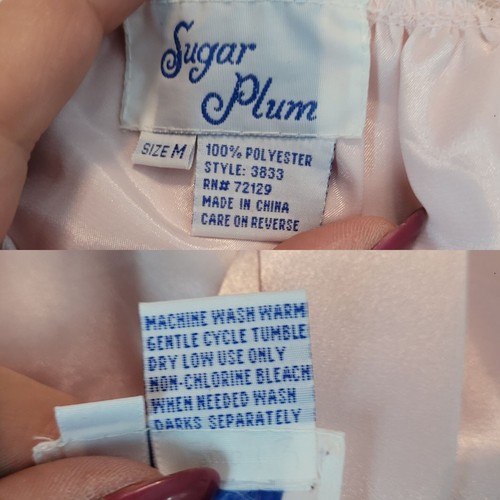 Sugar
Plum
SIZE M
100% POLYESTER
STYLE: 3833
RN# 72129
MADE IN CHINA
CARE ON REVERSE
MACHINE WASH WARM
GENTLE CYCLE TUMBLE
DRY LOW USE ONLY
NON-CHLORINE BLEACH
WHEN NEEDED WASH
DARKS SEPARATELY